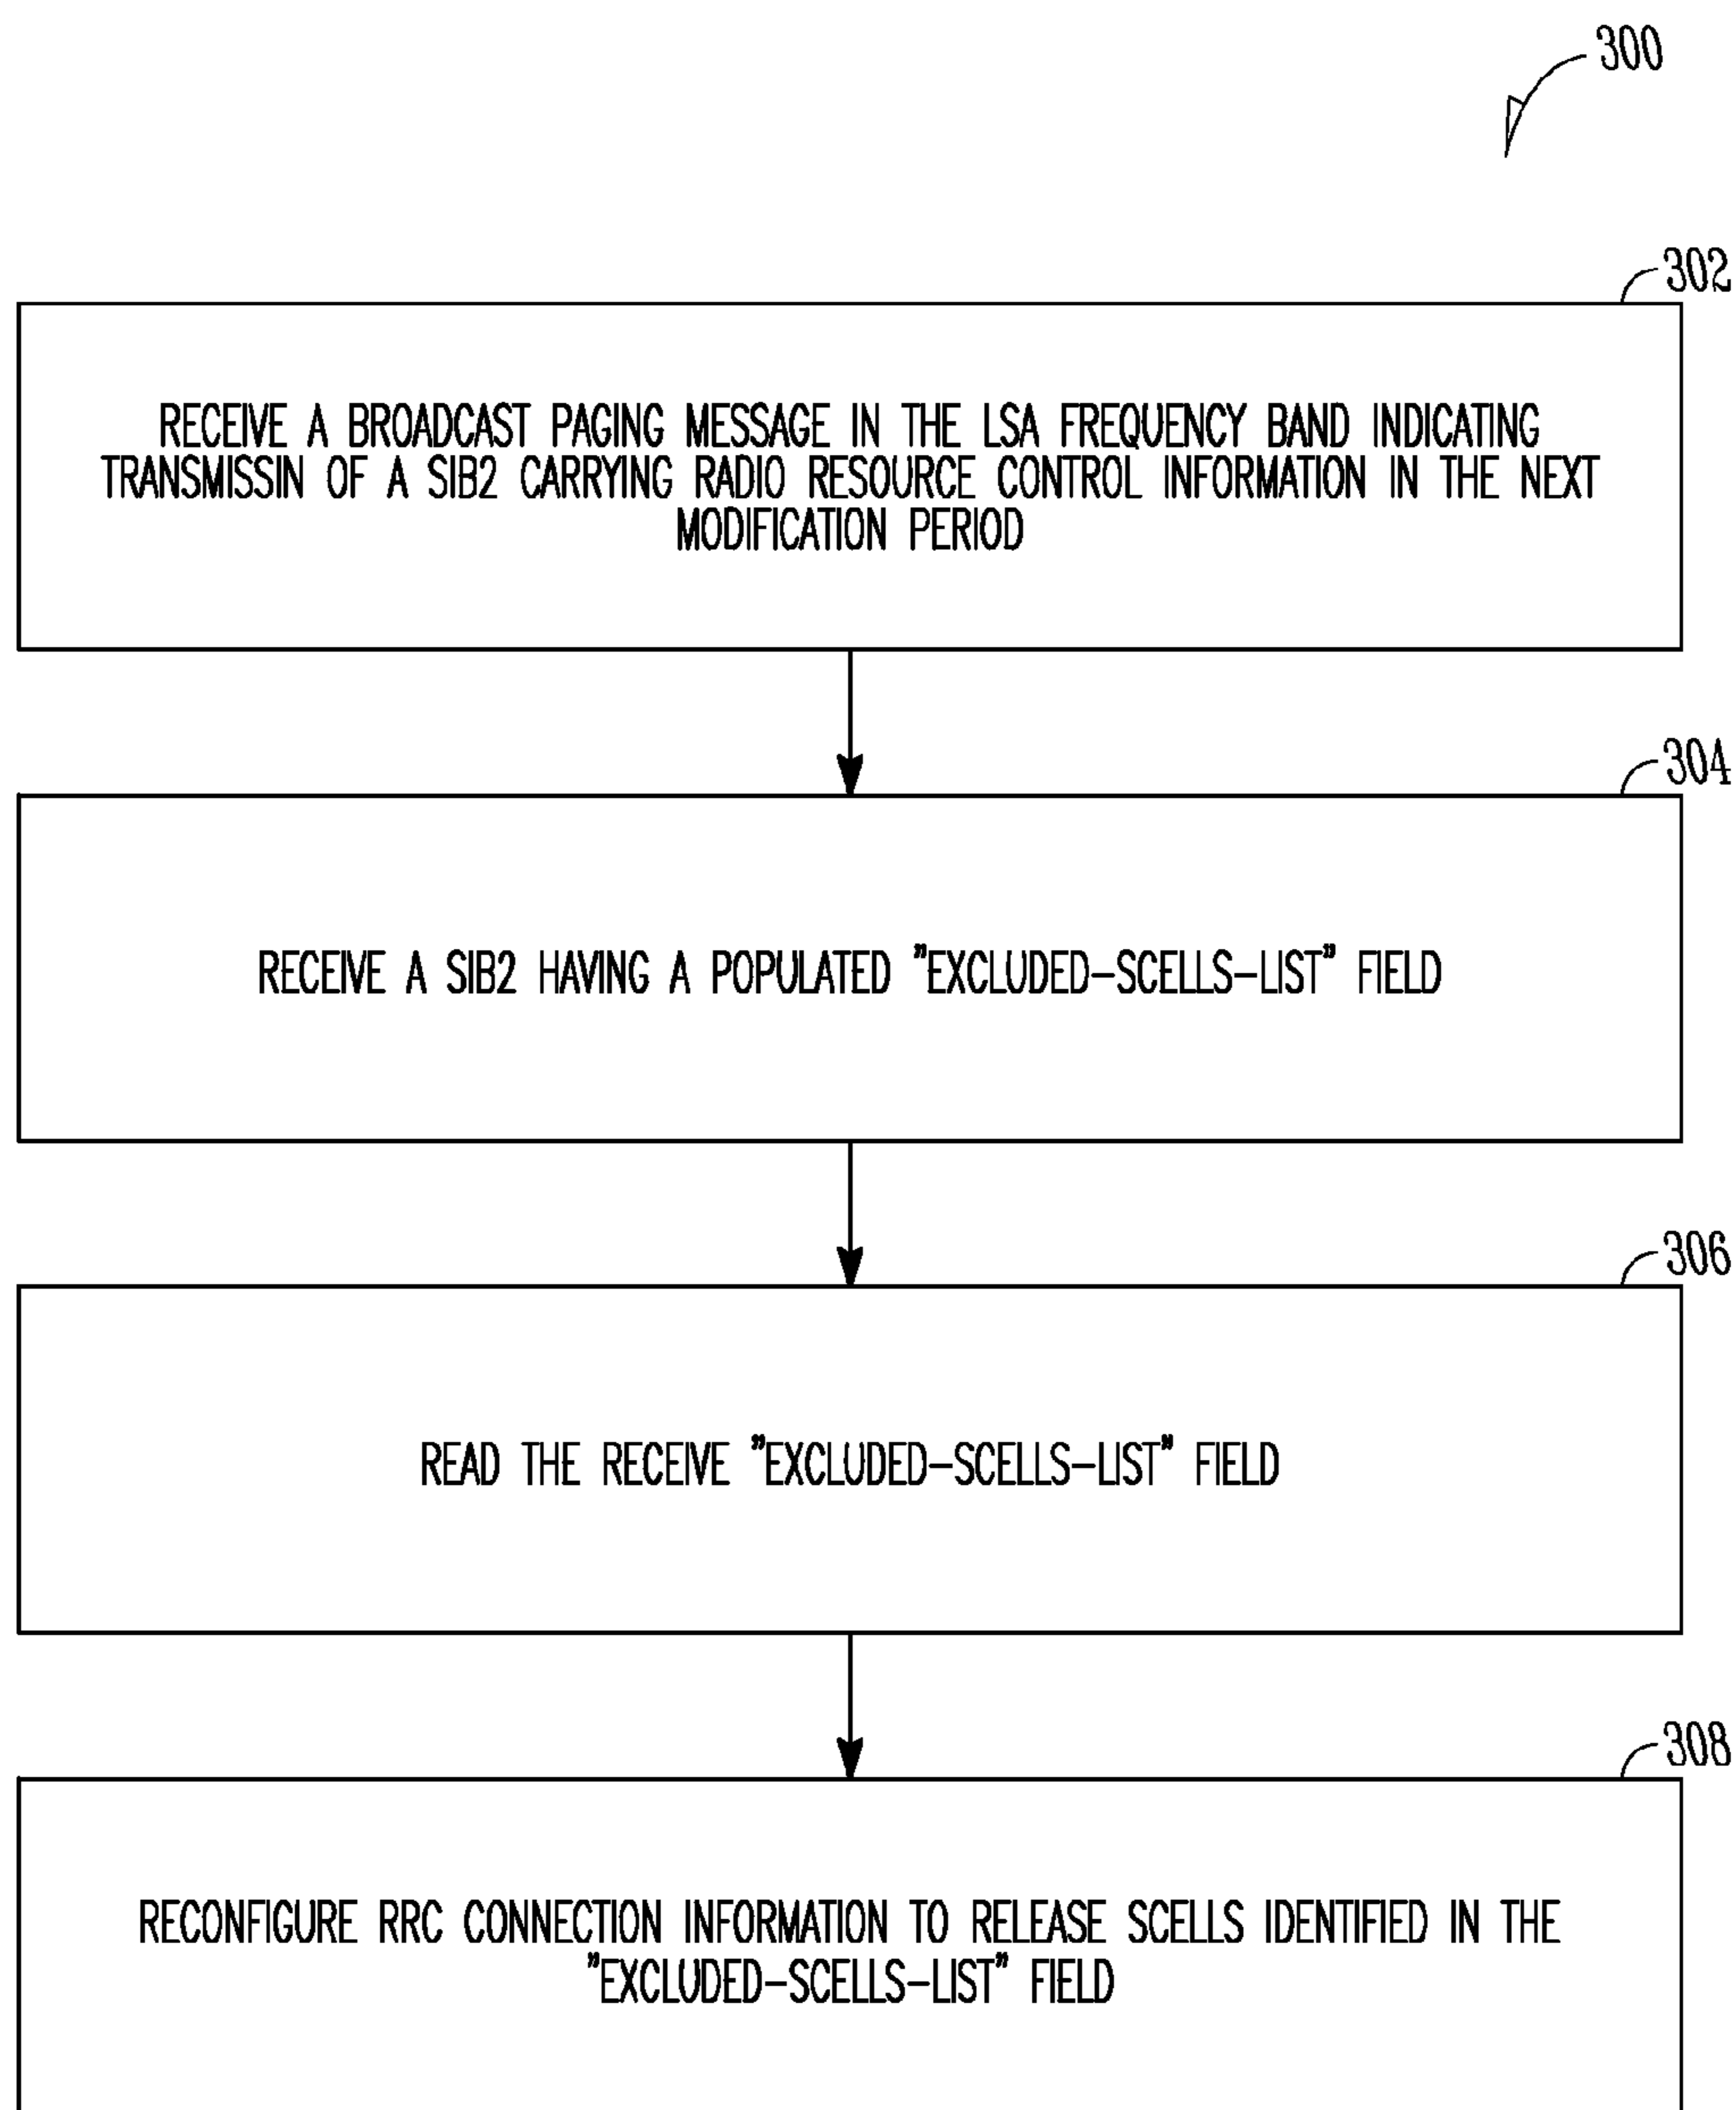 300
302
RECEIVE A BROADCAST PAGING MESSAGE IN THE LSA FREQUENCY BAND INDICATING
TRANSMISSIN OF A SIB2 CARRYING RADIO RESOURCE CONTROL INFORMATION IN THE NEXT
MODIFICATION PERIOD
304
RECEIVE A SIB2 HAVING A POPULATED "EXCLUDED-SCELLS-LIST" FIELD
306
READ THE RECEIVE "EXCLUDED-SCELLS-LIST" FIELD
308
RECONFIGURE RRC CONNECTION INFORMATION TO RELEASE SCELLS IDENTIFIED IN THE
"EXCLUDED-SCELLS-LIST" FIELD